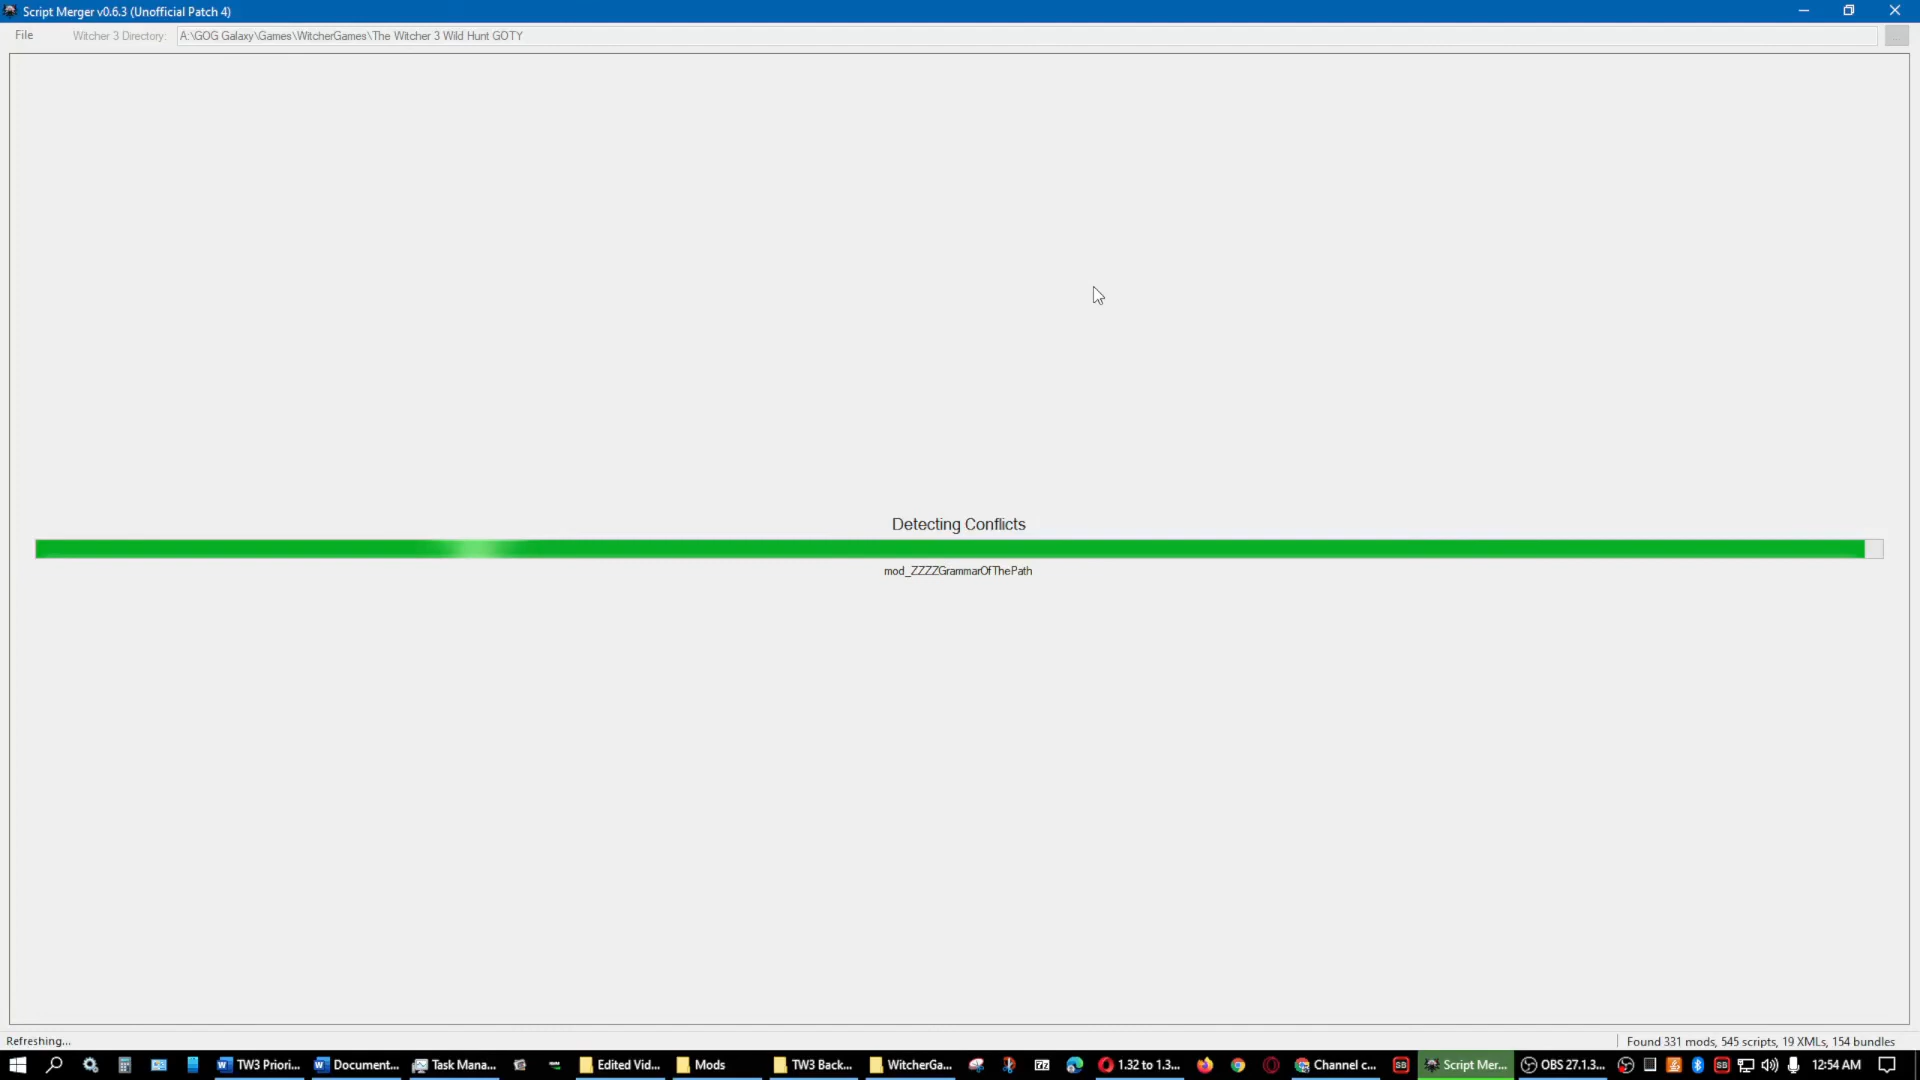 Script Merger v0.6.3 (Unofficial Patch 4)
File Witcher 3 Directory: A:\GOG Galaxy\Games\WitcherGames\The Witcher 3 Wild Hunt GOTY
Detecting Conflicts
mod_ZZZZGrammarOfThePath
Refreshing... Found 331 mods, 545 scripts, 19 XMLs, 154 bundles
TW3 Priori... Document... Task Mana... Edited Vid... Mods TW3 Back... WitcherGa... 1.32 to 1.3... Channel c... Script Mer... OBS 27.1.3... 12:54 AM